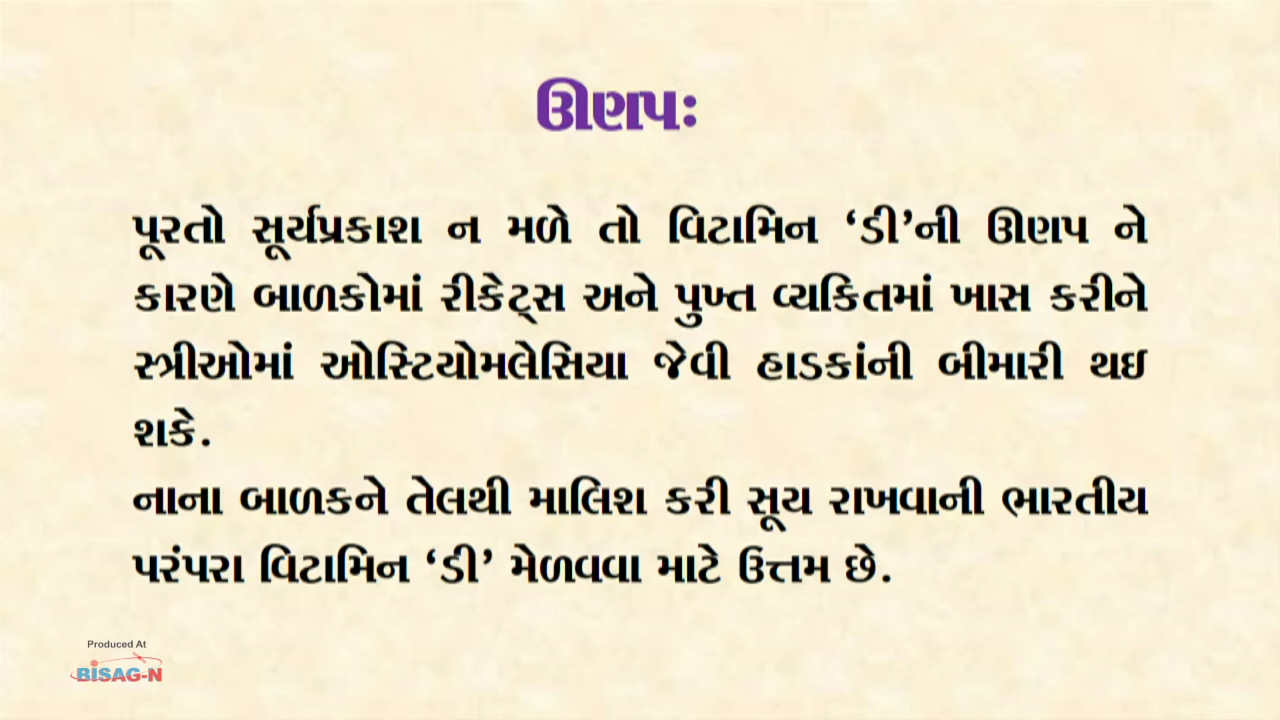 ઊણપઃ
પૂરતો સૂર્યપ્રકાશ ન મળે તો વિટામિન ‘ડી’ની ઊણપ ને
કારણે બાળકોમાં રીકેટ્સ અને પુખ્ત વ્યકિતમાં ખાસ કરીને
સ્ત્રીઓમાં ઓસ્ટિયોમલેસિયા જેવી હાડકાંની બીમારી થઇ
શકે.
નાના બાળકને તેલથી માલિશ કરી સૂય રાખવાની ભારતીય
પરંપરા વિટામિન ‘ડી’ મેળવવા માટે ઉત્તમ છે.
Produced At
BISAG-N